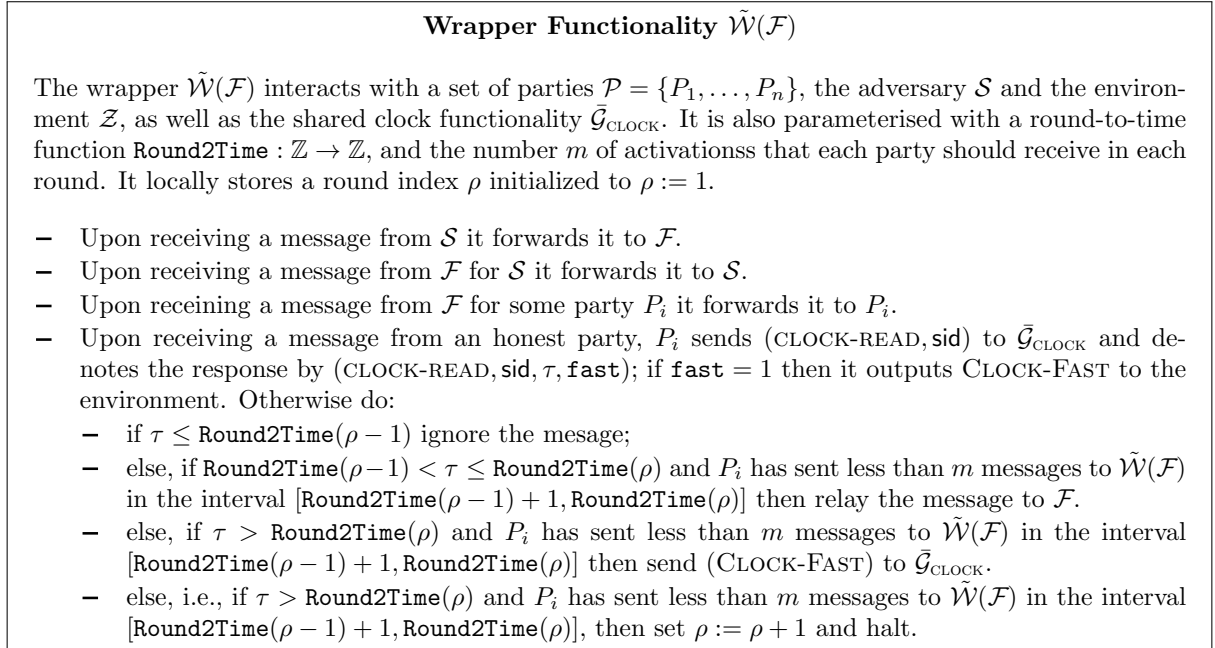 Wrapper Functionality 𝒲̃(ℱ)
The wrapper 𝒲̃(ℱ) interacts with a set of parties 𝒫 = {P₁, . . . , Pₙ}, the adversary 𝒮 and the environ-
ment 𝒵, as well as the shared clock functionality 𝒢̄CLOCK. It is also parameterised with a round-to-time
function Round2Time : ℤ → ℤ, and the number m of activationss that each party should receive in each
round. It locally stores a round index ρ initialized to ρ := 1.
– Upon receiving a message from 𝒮 it forwards it to ℱ.
– Upon receiving a message from ℱ for 𝒮 it forwards it to 𝒮.
– Upon receining a message from ℱ for some party Pᵢ it forwards it to Pᵢ.
– Upon receiving a message from an honest party, Pᵢ sends (CLOCK-READ, sid) to 𝒢̄CLOCK and de-
notes the response by (CLOCK-READ, sid, τ, fast); if fast = 1 then it outputs CLOCK-FAST to the
environment. Otherwise do:
– if τ ≤ Round2Time(ρ − 1) ignore the mesage;
– else, if Round2Time(ρ−1) < τ ≤ Round2Time(ρ) and Pᵢ has sent less than m messages to 𝒲̃(ℱ)
in the interval [Round2Time(ρ − 1) + 1, Round2Time(ρ)] then relay the message to ℱ.
– else, if τ > Round2Time(ρ) and Pᵢ has sent less than m messages to 𝒲̃(ℱ) in the interval
[Round2Time(ρ − 1) + 1, Round2Time(ρ)] then send (CLOCK-FAST) to 𝒢̄CLOCK.
– else, i.e., if τ > Round2Time(ρ) and Pᵢ has sent less than m messages to 𝒲̃(ℱ) in the interval
[Round2Time(ρ − 1) + 1, Round2Time(ρ)], then set ρ := ρ + 1 and halt.